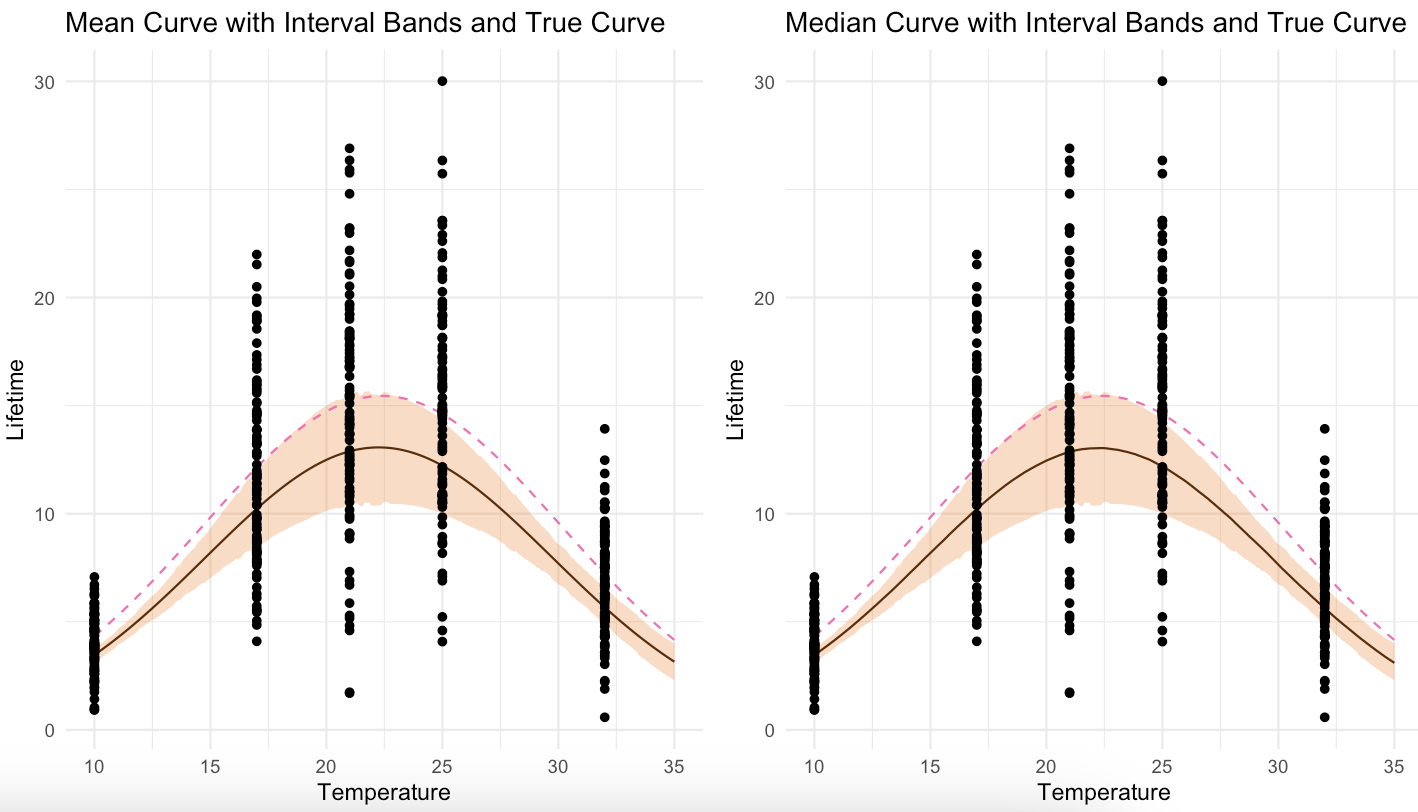 Mean Curve with Interval Bands and True Curve
30
20
10
0
Lifetime
10 15 20 25 30 35
Temperature
Median Curve with Interval Bands and True Curve
30
20
10
0
Lifetime
10 15 20 25 30 35
Temperature